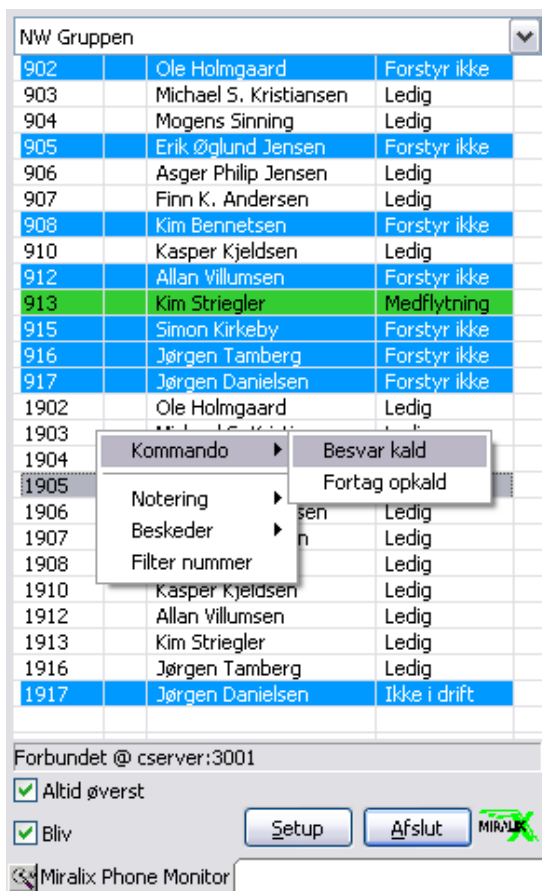 NW Gruppen
902 Ole Holmgaard Forstyr ikke
903 Michael S. Kristiansen Ledig
904 Mogens Sinning Ledig
905 Erik Øglund Jensen Forstyr ikke
906 Asger Philip Jensen Ledig
907 Finn K. Andersen Ledig
908 Kim Bennetsen Forstyr ikke
910 Kasper Kjeldsen Ledig
912 Allan Villumsen Forstyr ikke
913 Kim Striegler Medflytning
915 Simon Kirkeby Forstyr ikke
916 Jørgen Tamberg Forstyr ikke
917 Jørgen Danielsen Forstyr ikke
1902 Ole Holmgaard Ledig
1903
Kommando Besvar kald
1904
1905 Fortag opkald
Notering
1906 sen Ledig
Beskeder
1907 n Ledig
1908 Filter nummer Ledig
1910 Kasper Kjeldsen Ledig
1912 Allan Villumsen Ledig
1913 Kim Striegler Ledig
1916 Jørgen Tamberg Ledig
1917 Jørgen Danielsen Ikke i drift
Forbundet @ cserver:3001
Altid øverst
Bliv Setup Afslut MIRALIX
Miralix Phone Monitor